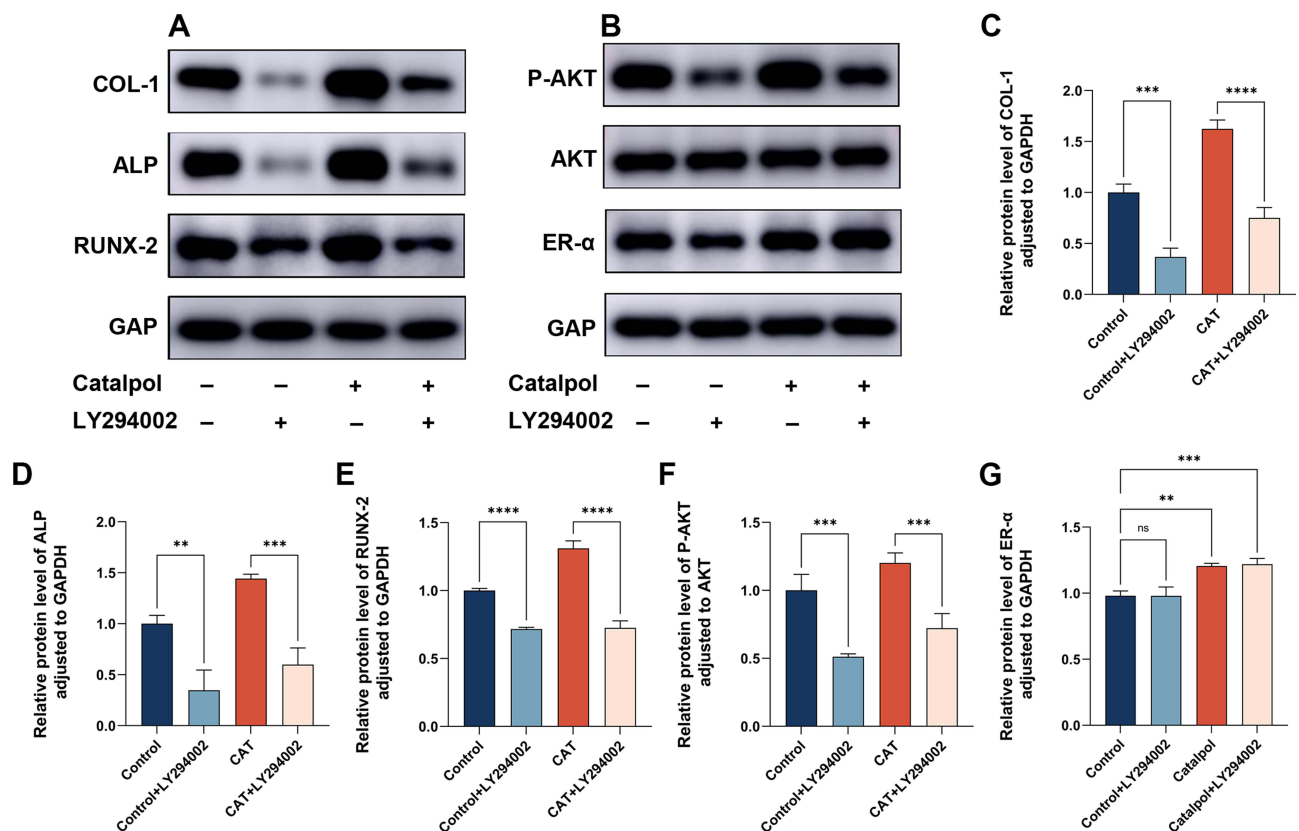 A
COL-1
ALP
RUNX-2
GAP
Catalpol – – + +
LY294002 – + – +
B
P-AKT
AKT
ER-α
GAP
Catalpol – – + +
LY294002 – + – +
C
Relative protein level of COL-1
adjusted to GAPDH
2.0
1.5
1.0
0.5
0.0
***
****
Control
Control+LY294002
CAT
CAT+LY294002
D
Relative protein level of ALP
adjusted to GAPDH
2.0
1.5
1.0
0.5
0.0
**
***
Control
Control+LY294002
CAT
CAT+LY294002
E
Relative protein level of RUNX-2
adjusted to GAPDH
1.5
1.0
0.5
0.0
****
****
Control
Control+LY294002
CAT
CAT+LY294002
F
Relative protein level of P-AKT
adjusted to AKT
1.5
1.0
0.5
0.0
***
***
Control
Control+LY294002
CAT
CAT+LY294002
G
Relative protein level of ER-α
adjusted to GAPDH
1.5
1.0
0.5
0.0
***
**
ns
Control
Control+LY294002
Catalpol
Catalpol+LY294002